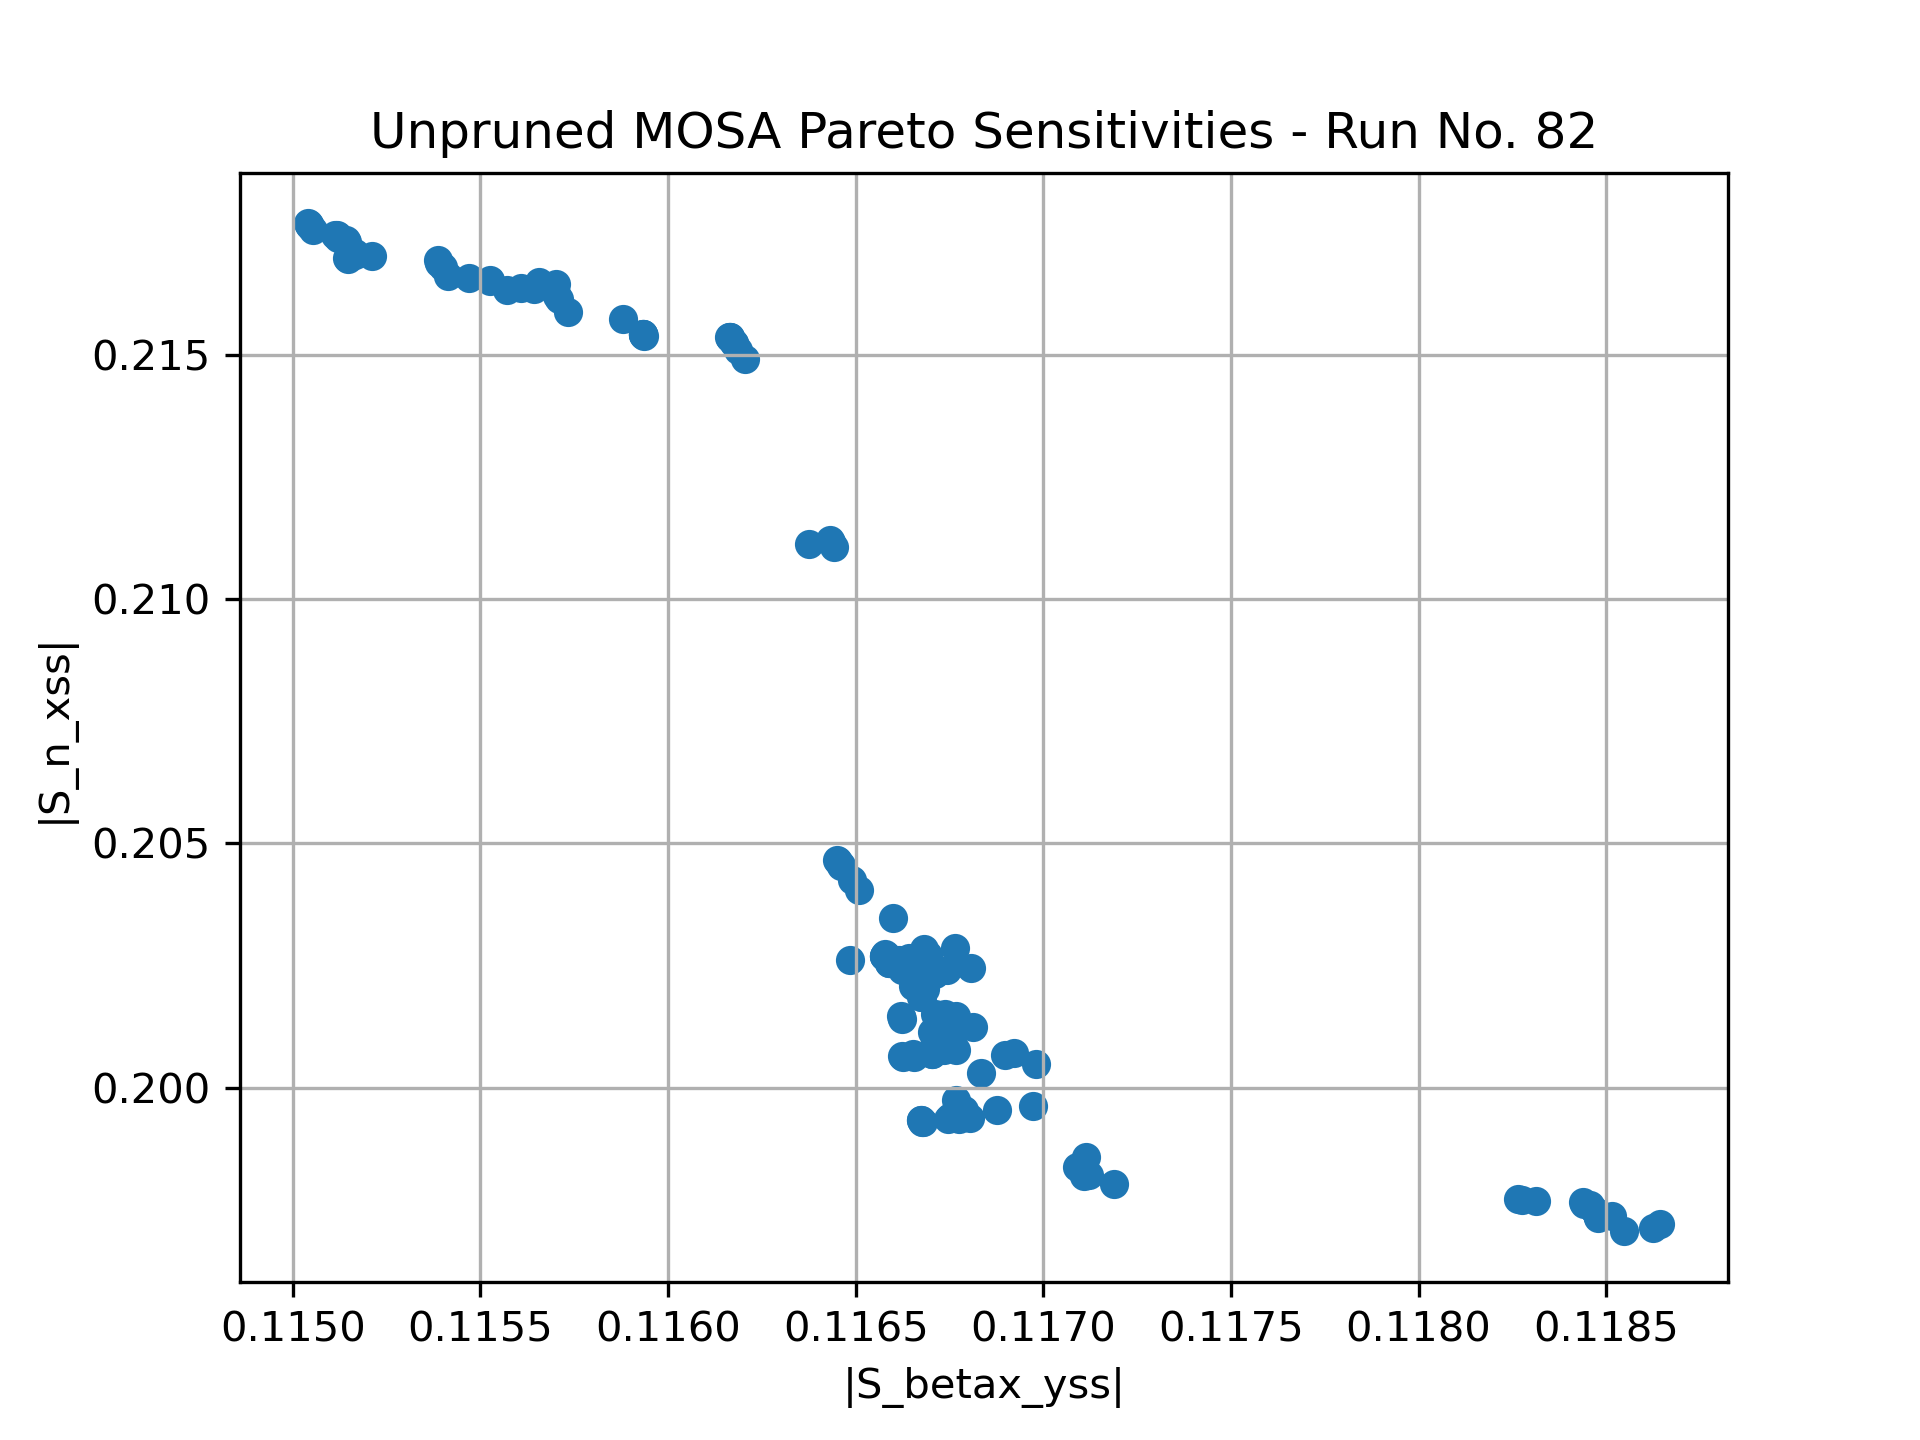 Unpruned MOSA Pareto Sensitivities - Run No. 82
0.215
0.210
0.205
0.200
|S_n_xss|
0.1150 0.1155 0.1160 0.1165 0.1170 0.1175 0.1180 0.1185
|S_betax_yss|